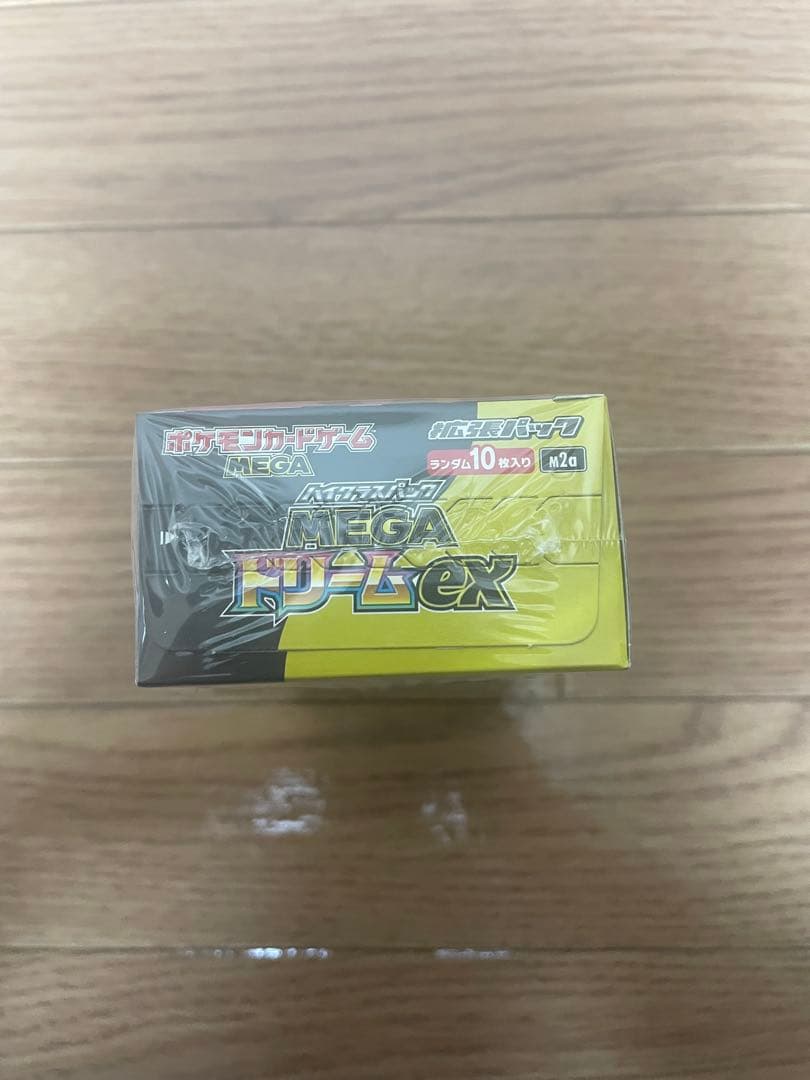 ポケモンカードゲーム
MEGA
拡張パック
ランダム10枚入り
M2a
ハイクラスパック
MEGA
ドリームex